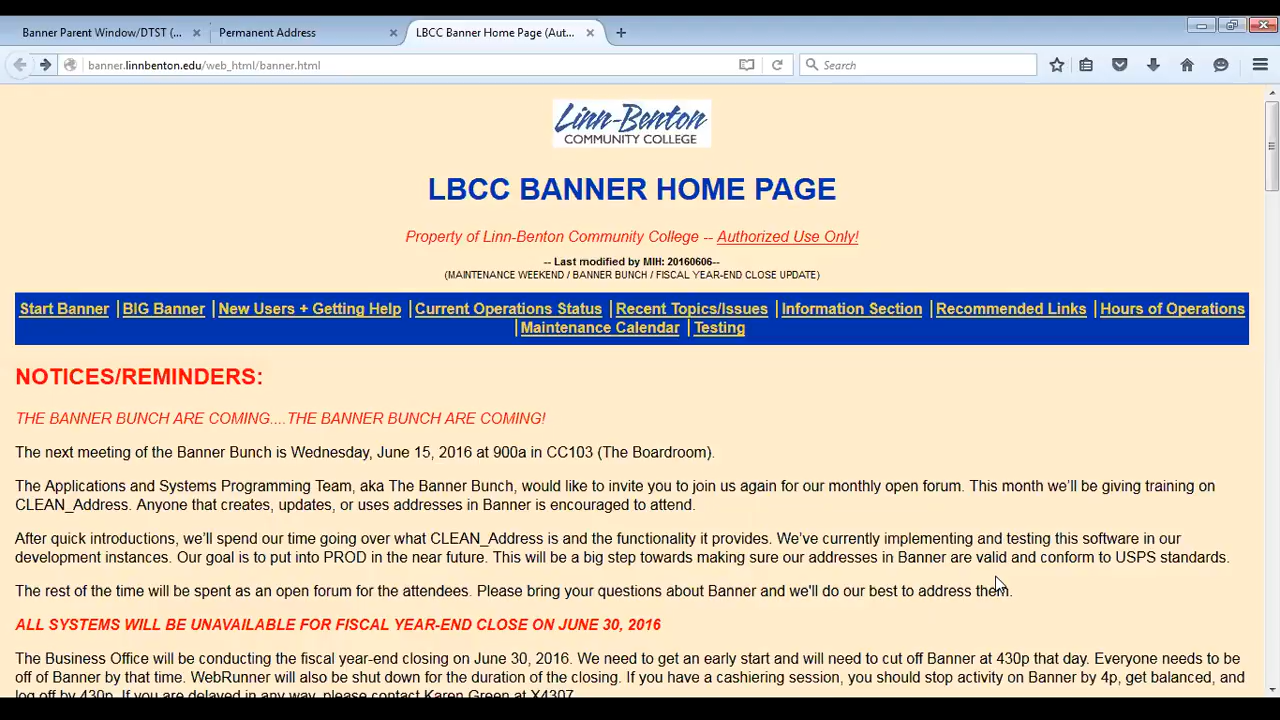 Banner Parent Window/DTST (...
Permanent Address
LBCC Banner Home Page (Aut...
banner.linnbenton.edu/web_html/banner.html
Search
Linn-Benton
COMMUNITY COLLEGE
LBCC BANNER HOME PAGE
Property of Linn-Benton Community College -- Authorized Use Only!
-- Last modified by MIH: 20160606--
(MAINTENANCE WEEKEND / BANNER BUNCH / FISCAL YEAR-END CLOSE UPDATE)
Start Banner | BIG Banner | New Users + Getting Help | Current Operations Status | Recent Topics/Issues | Information Section | Recommended Links | Hours of Operations
| Maintenance Calendar | Testing
NOTICES/REMINDERS:
THE BANNER BUNCH ARE COMING....THE BANNER BUNCH ARE COMING!
The next meeting of the Banner Bunch is Wednesday, June 15, 2016 at 900a in CC103 (The Boardroom).
The Applications and Systems Programming Team, aka The Banner Bunch, would like to invite you to join us again for our monthly open forum. This month we'll be giving training on
CLEAN_Address. Anyone that creates, updates, or uses addresses in Banner is encouraged to attend.
After quick introductions, we'll spend our time going over what CLEAN_Address is and the functionality it provides. We've currently implementing and testing this software in our
development instances. Our goal is to put into PROD in the near future. This will be a big step towards making sure our addresses in Banner are valid and conform to USPS standards.
The rest of the time will be spent as an open forum for the attendees. Please bring your questions about Banner and we'll do our best to address them.
ALL SYSTEMS WILL BE UNAVAILABLE FOR FISCAL YEAR-END CLOSE ON JUNE 30, 2016
The Business Office will be conducting the fiscal year-end closing on June 30, 2016. We need to get an early start and will need to cut off Banner at 430p that day. Everyone needs to be
off of Banner by that time. WebRunner will also be shut down for the duration of the closing. If you have a cashiering session, you should stop activity on Banner by 4p, get balanced, and
log off by 430p. If you are delayed in any way, please contact Karen Green at X4307.